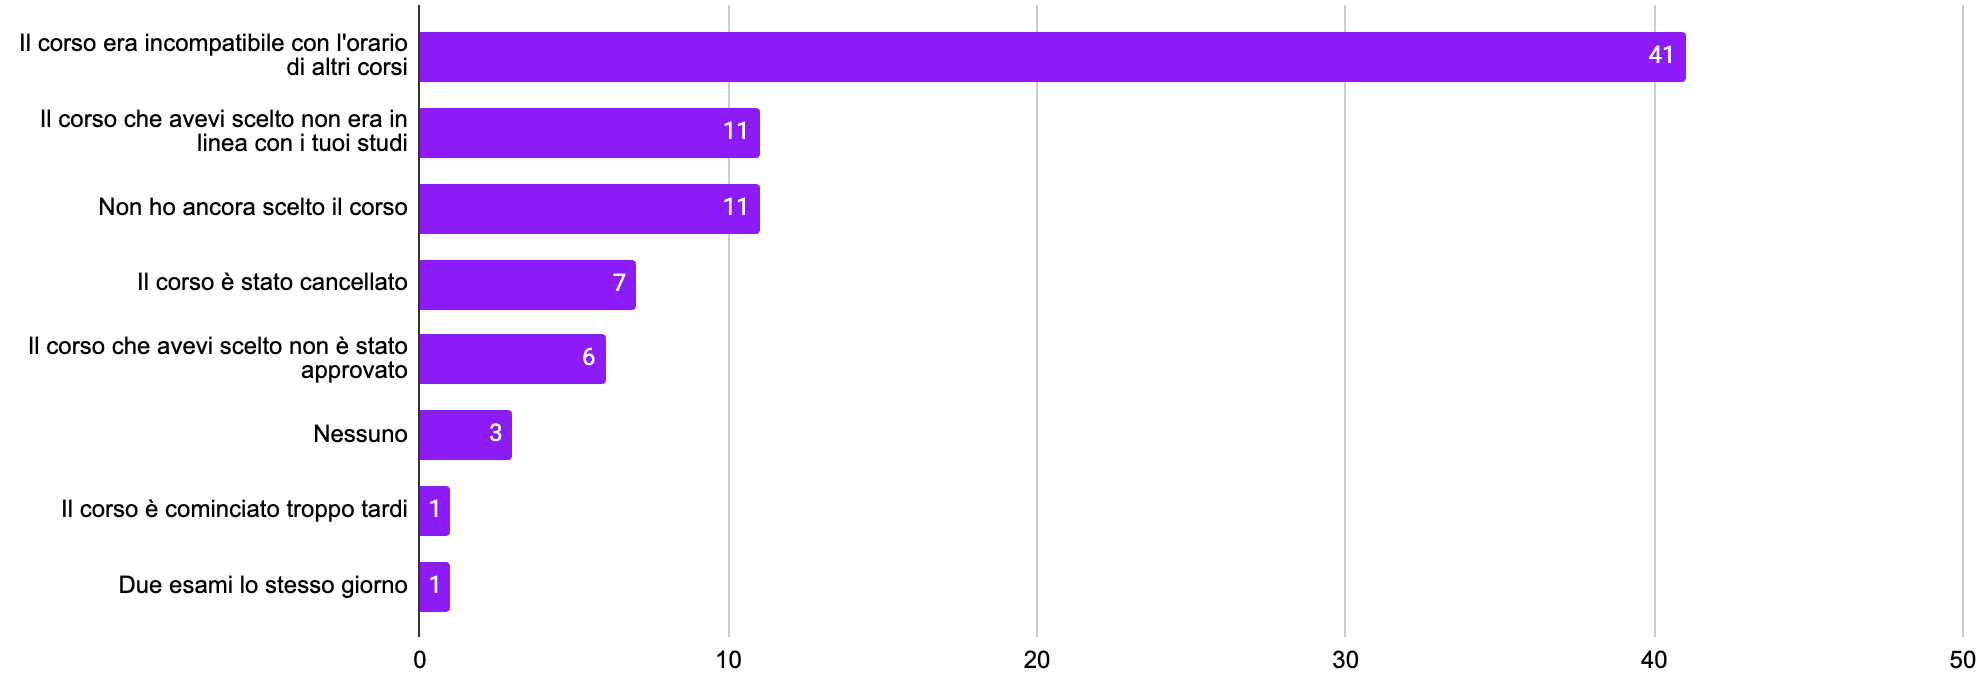 Il corso era incompatibile con l'orario
di altri corsi
41
Il corso che avevi scelto non era in
linea con i tuoi studi
11
Non ho ancora scelto il corso
11
Il corso è stato cancellato
7
Il corso che avevi scelto non è stato
approvato
6
Nessuno
3
Il corso è cominciato troppo tardi
1
Due esami lo stesso giorno
1
0 10 20 30 40 50